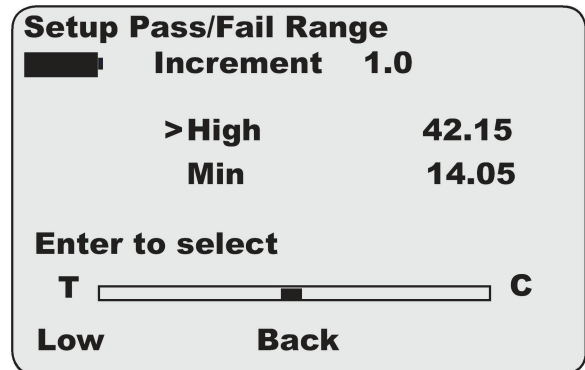 Setup Pass/Fail Range
Increment 1.0
>High 42.15
Min 14.05
Enter to select
T C
Low Back